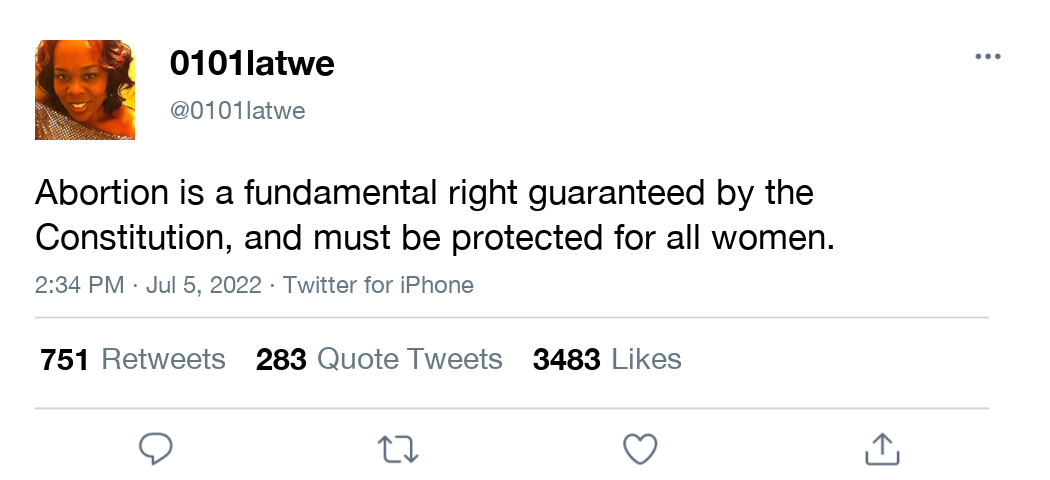 0101latwe
@0101latwe
Abortion is a fundamental right guaranteed by the
Constitution, and must be protected for all women.
2:34 PM · Jul 5, 2022 · Twitter for iPhone
751 Retweets 283 Quote Tweets 3483 Likes